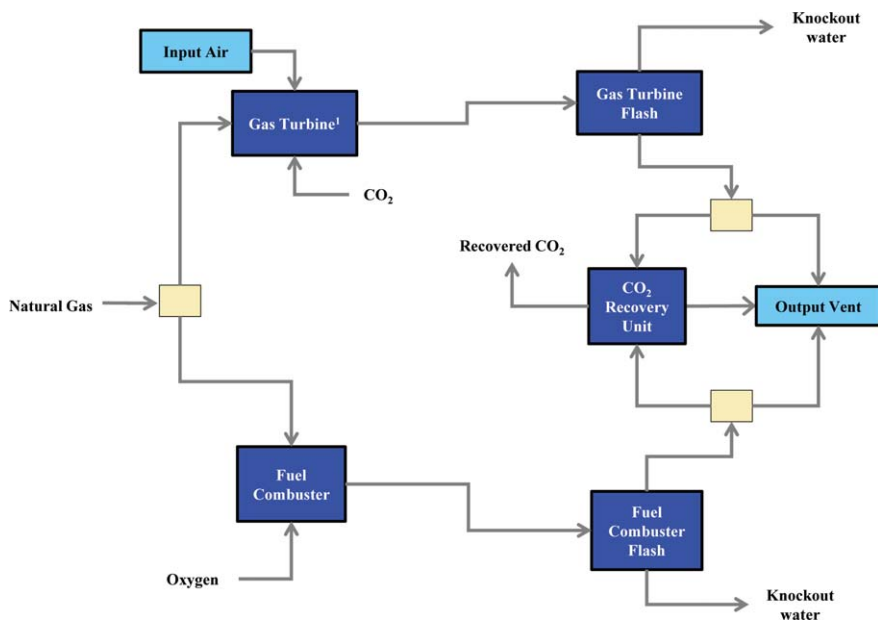 Knockout
water
Input Air
Gas Turbine¹
Gas Turbine
Flash
CO₂
Recovered CO₂
Natural Gas
CO₂
Recovery
Unit
Output Vent
Fuel
Combuster
Fuel
Combuster
Flash
Oxygen
Knockout
water